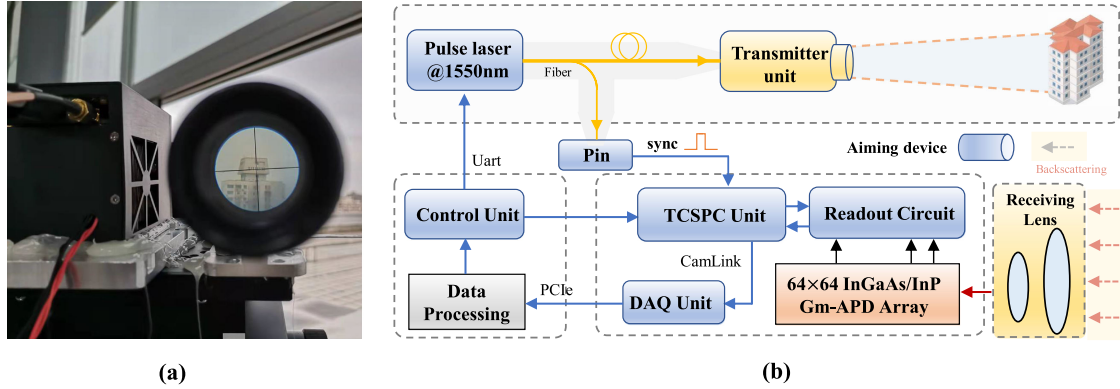 Pulse laser
@1550nm
Fiber
Transmitter
unit
Pin
sync
Aiming device
Backscattering
Uart
Control Unit
TCSPC Unit
Readout Circuit
Receiving
Lens
CamLink
Data
Processing
PCIe
DAQ Unit
64×64 InGaAs/InP
Gm-APD Array
(a)
(b)